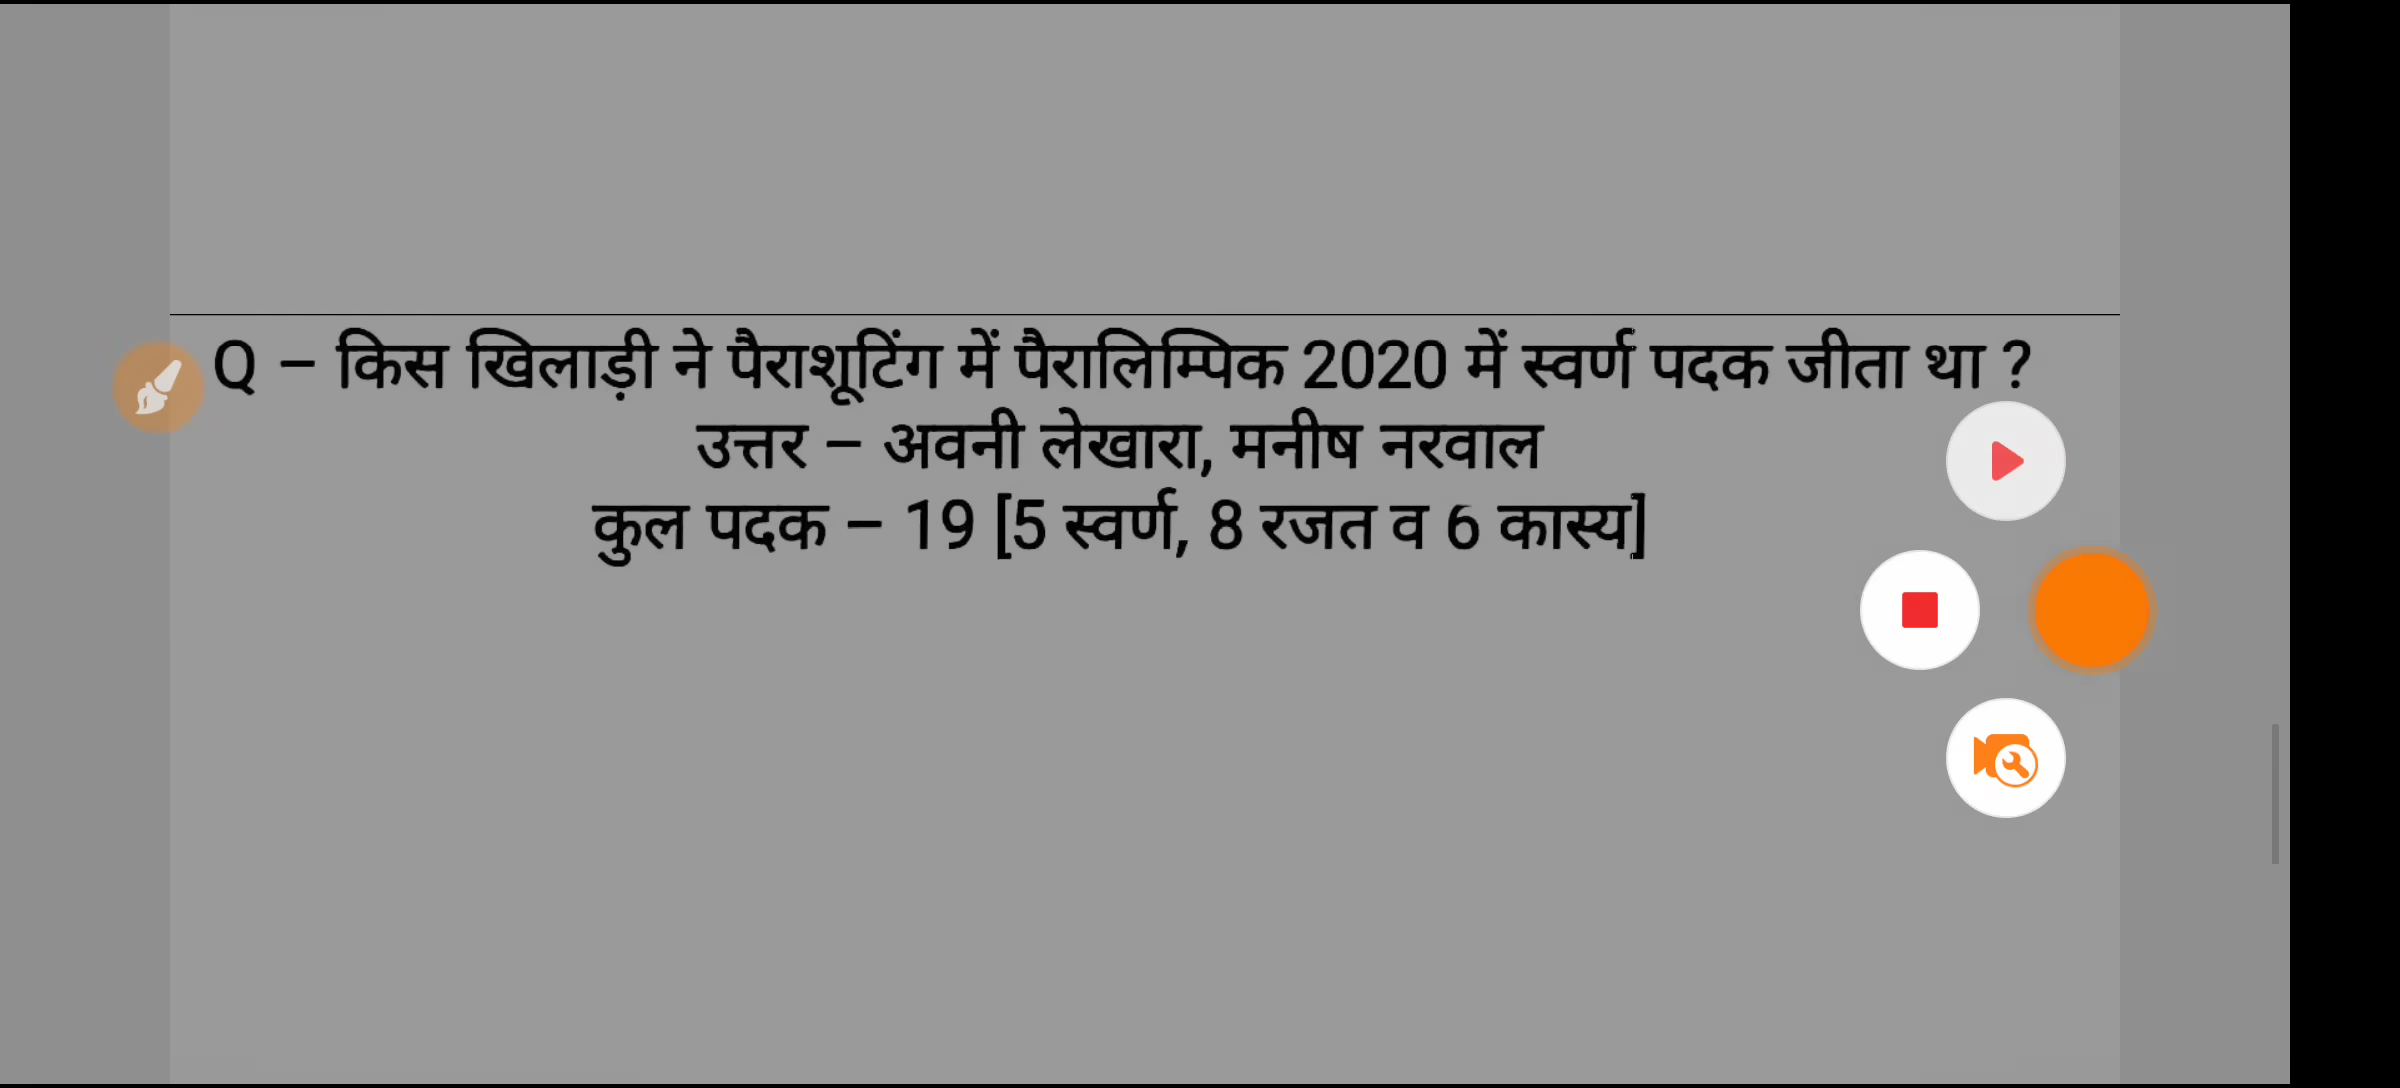 Q – किस खिलाड़ी ने पैराशूटिंग में पैरालिम्पिक 2020 में स्वर्ण पदक जीता था ?
उत्तर – अवनी लेखारा, मनीष नरवाल
कुल पदक – 19 [5 स्वर्ण, 8 रजत व 6 कास्य]